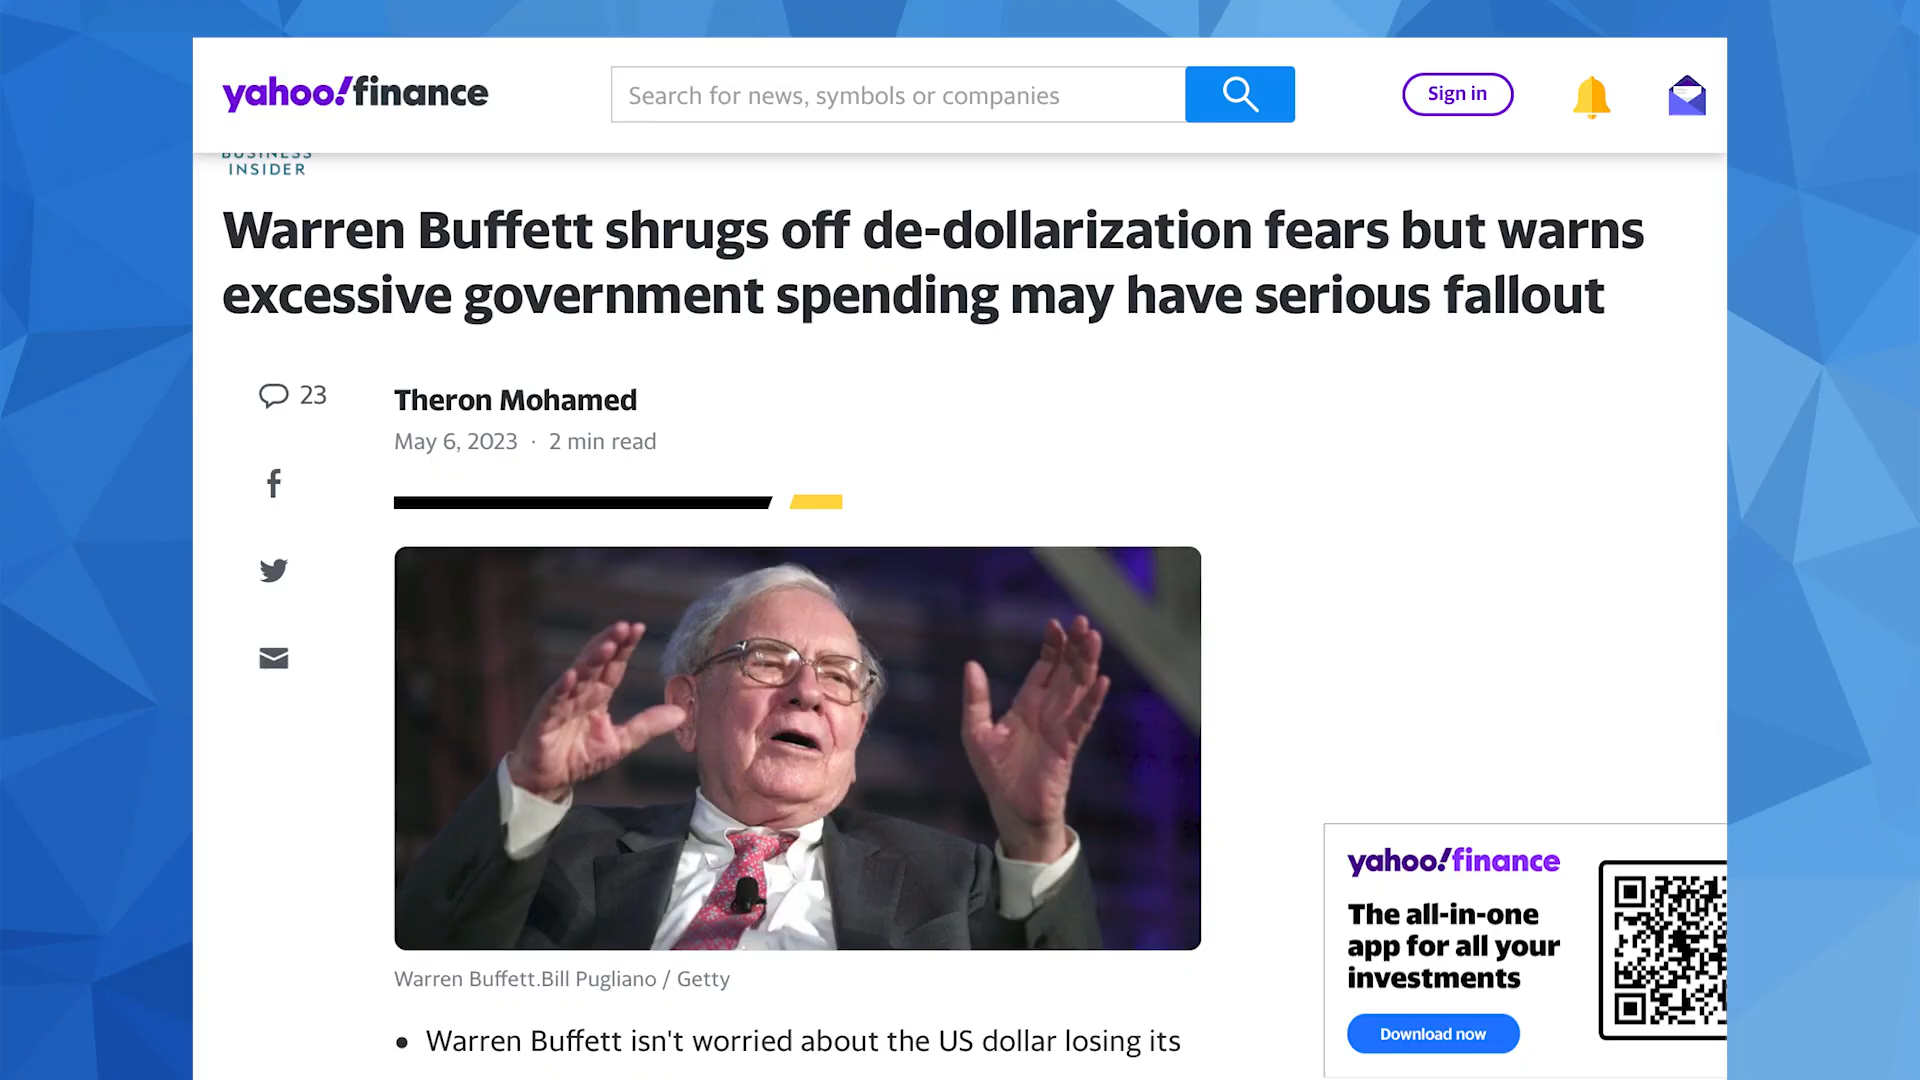 yahoo!finance
Search for news, symbols or companies
Sign in
BUSINESS
INSIDER
Warren Buffett shrugs off de-dollarization fears but warns
excessive government spending may have serious fallout
23
Theron Mohamed
May 6, 2023 · 2 min read
Warren Buffett.Bill Pugliano / Getty
• Warren Buffett isn't worried about the US dollar losing its
yahoo!finance
The all-in-one
app for all your
investments
Download now